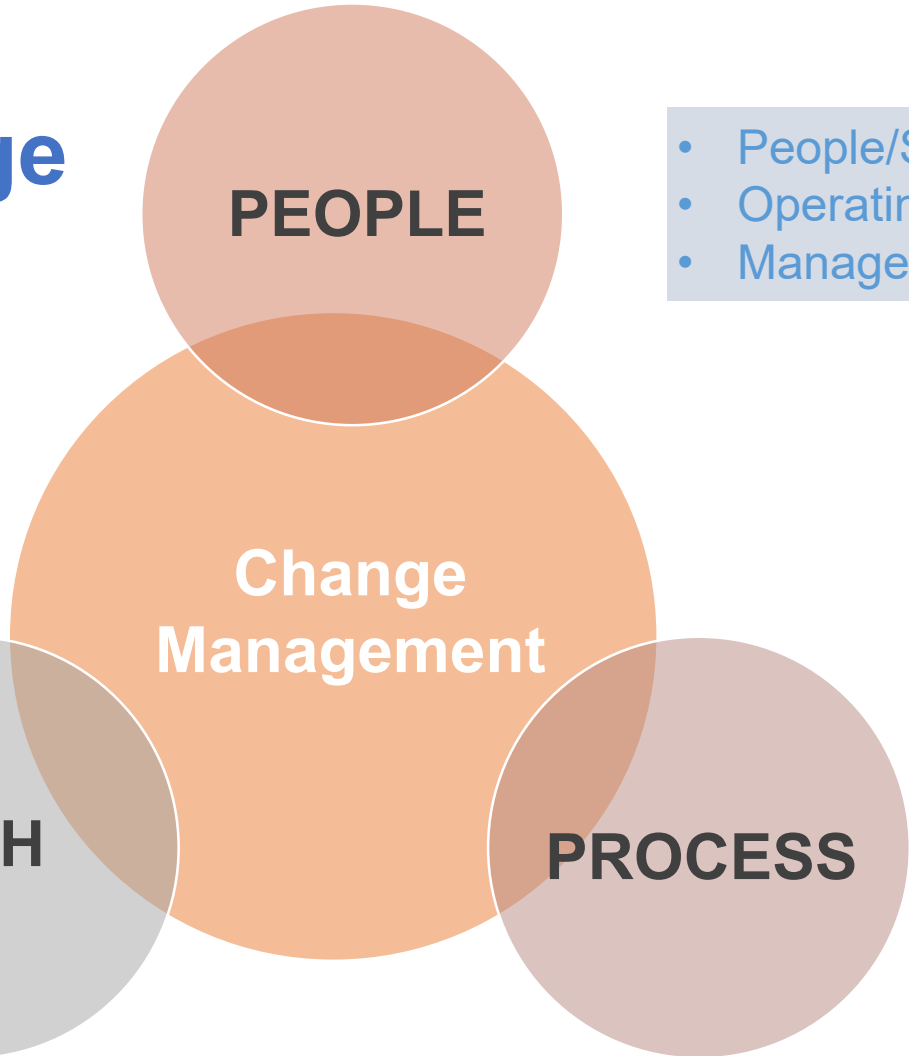 ge
PEOPLE
• People/S
• Operatin
• Manage
Change
Management
H
PROCESS